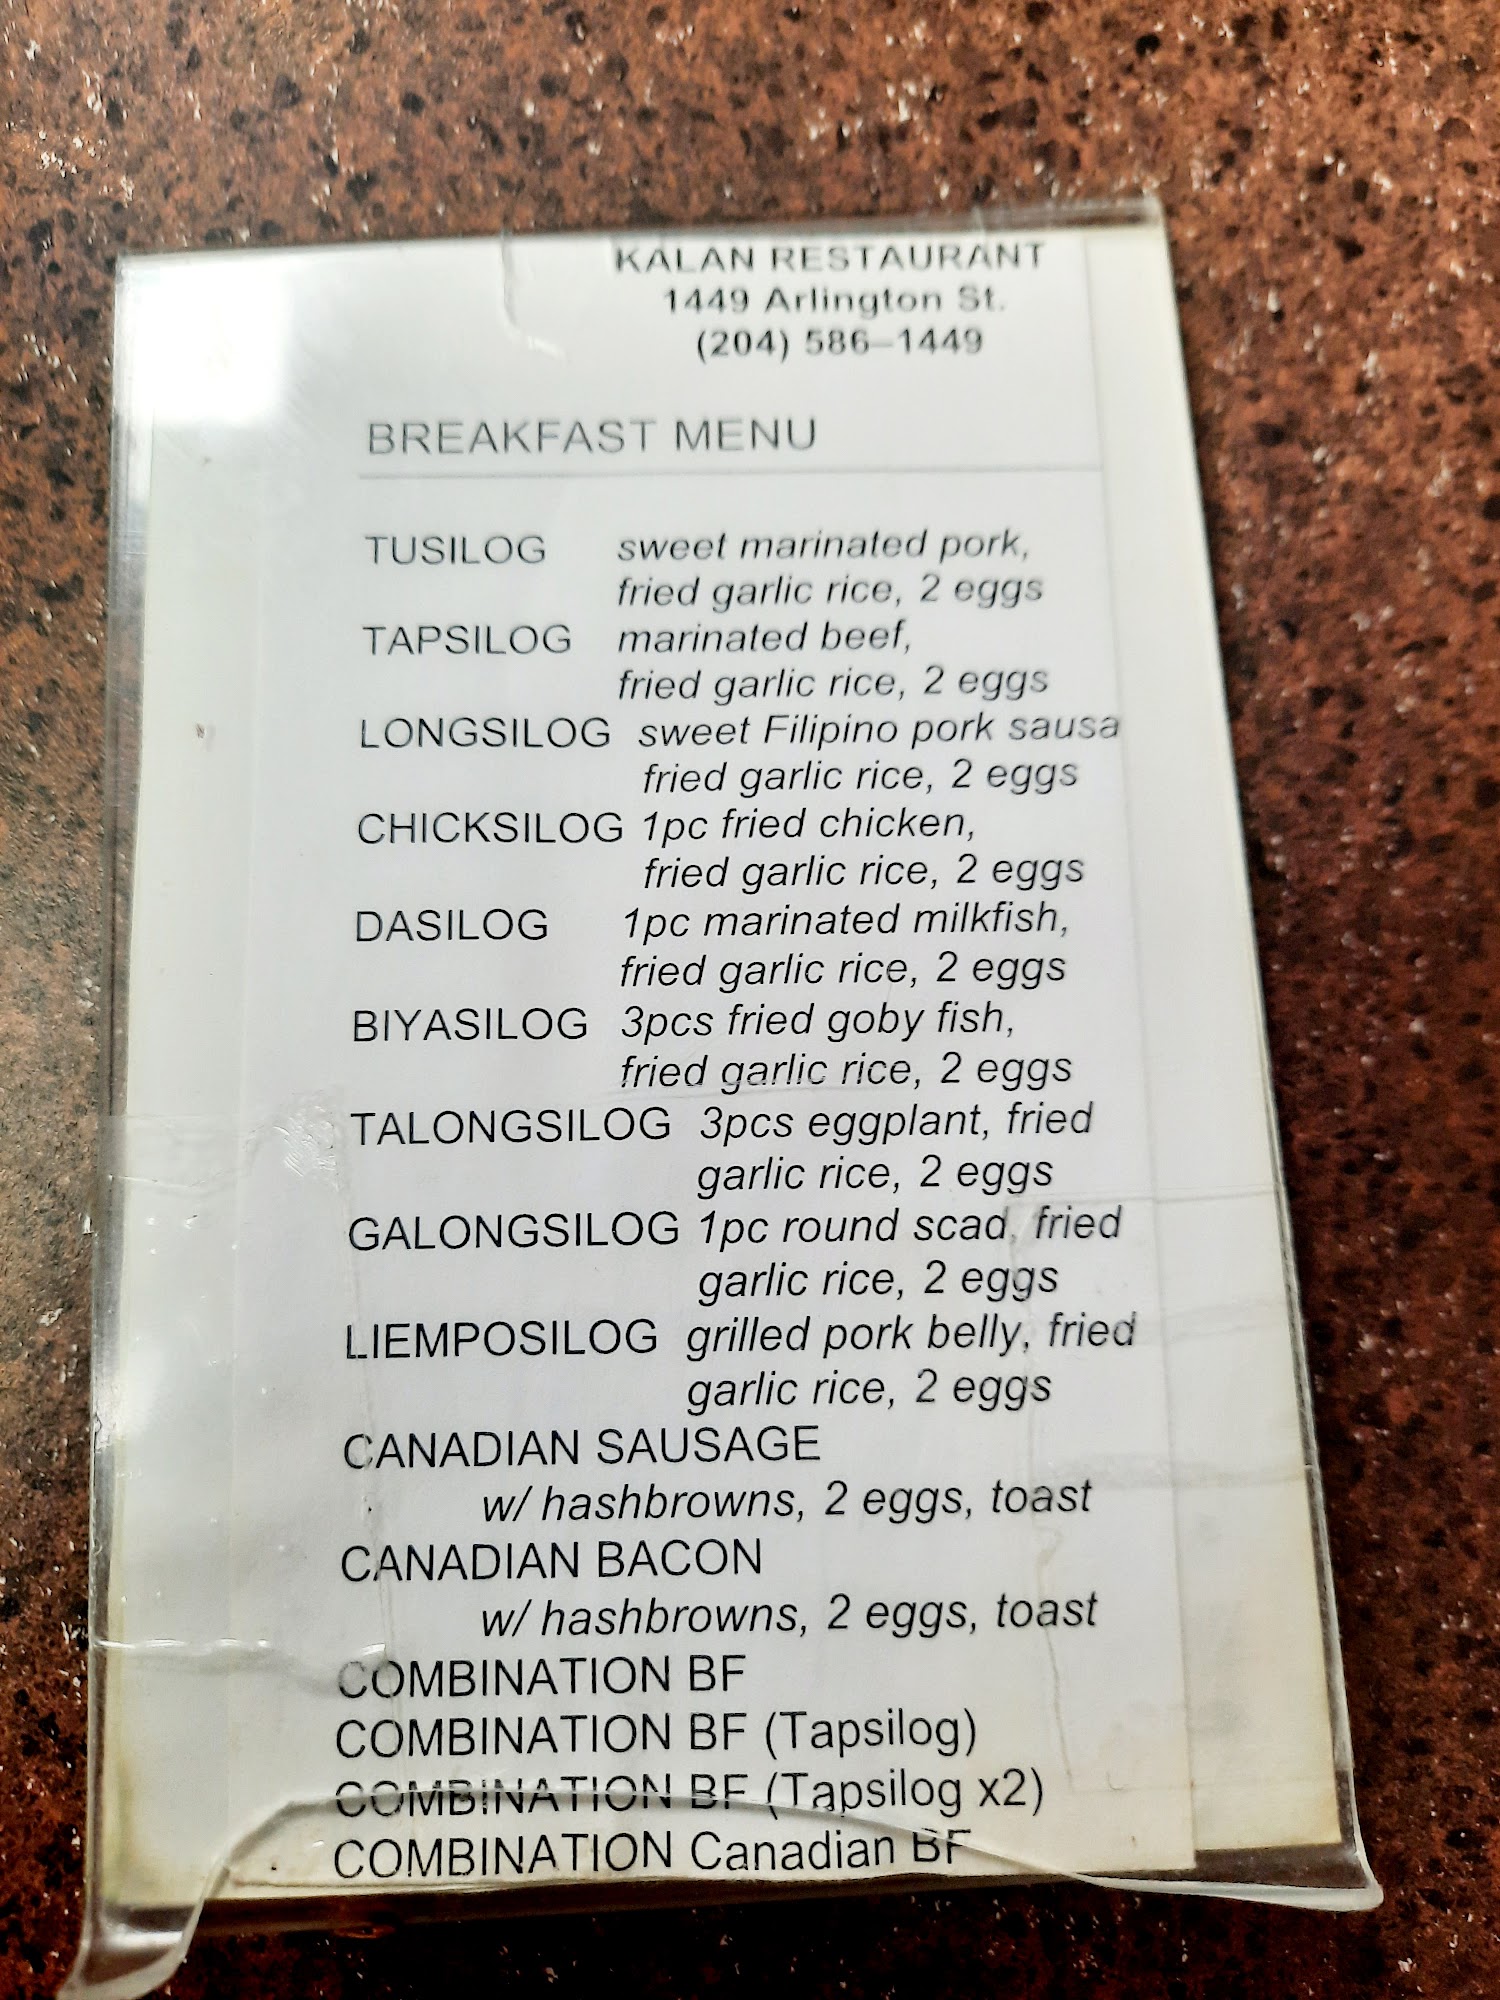 KALAN RESTAURANT
1449 Arlington St.
(204) 586–1449
BREAKFAST MENU
TUSILOG sweet marinated pork,
fried garlic rice, 2 eggs
TAPSILOG marinated beef,
fried garlic rice, 2 eggs
LONGSILOG sweet Filipino pork sausa
fried garlic rice, 2 eggs
CHICKSILOG 1pc fried chicken,
fried garlic rice, 2 eggs
DASILOG 1pc marinated milkfish,
fried garlic rice, 2 eggs
BIYASILOG 3pcs fried goby fish,
fried garlic rice, 2 eggs
TALONGSILOG 3pcs eggplant, fried
garlic rice, 2 eggs
GALONGSILOG 1pc round scad, fried
garlic rice, 2 eggs
LIEMPOSILOG grilled pork belly, fried
garlic rice, 2 eggs
CANADIAN SAUSAGE
w/ hashbrowns, 2 eggs, toast
CANADIAN BACON
w/ hashbrowns, 2 eggs, toast
COMBINATION BF
COMBINATION BF (Tapsilog)
COMBINATION BF (Tapsilog x2)
COMBINATION Canadian BF